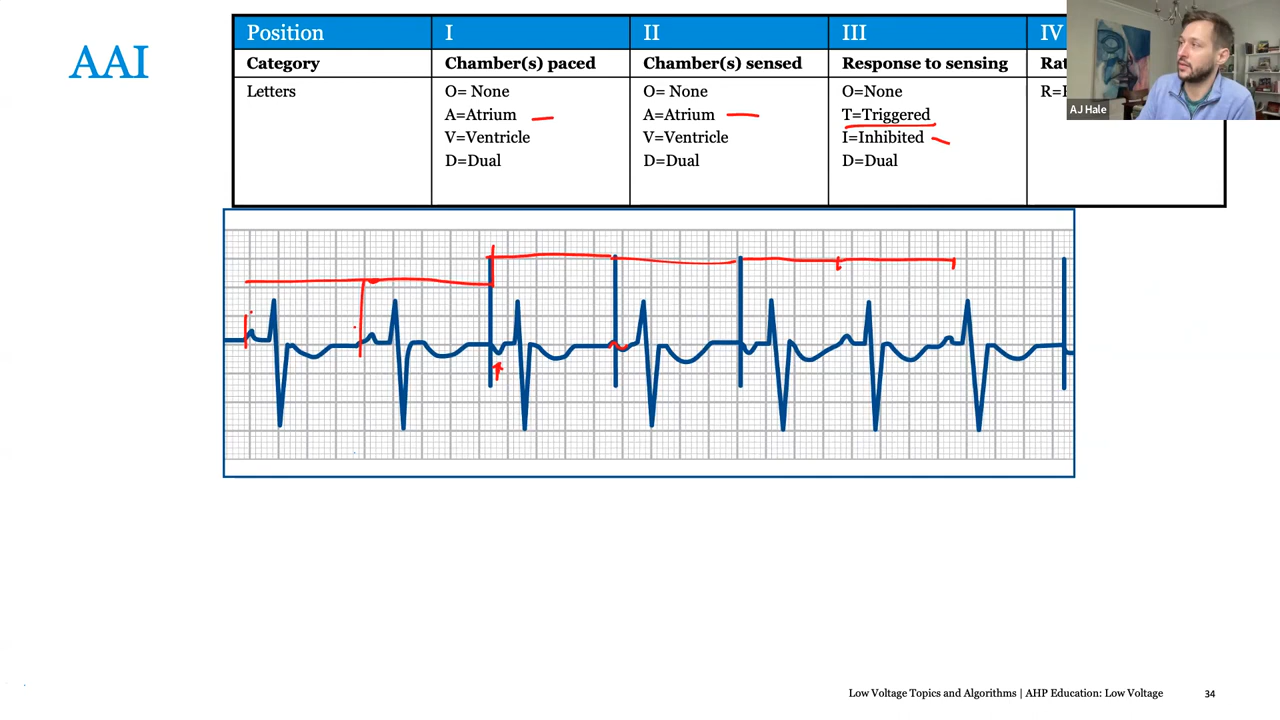 AAI
Position I II III IV
Category Chamber(s) paced Chamber(s) sensed Response to sensing
Letters O= None O= None O=None
A=Atrium A=Atrium T=Triggered
V=Ventricle V=Ventricle I=Inhibited
D=Dual D=Dual D=Dual
AJ Hale
Low Voltage Topics and Algorithms | AHP Education: Low Voltage 34